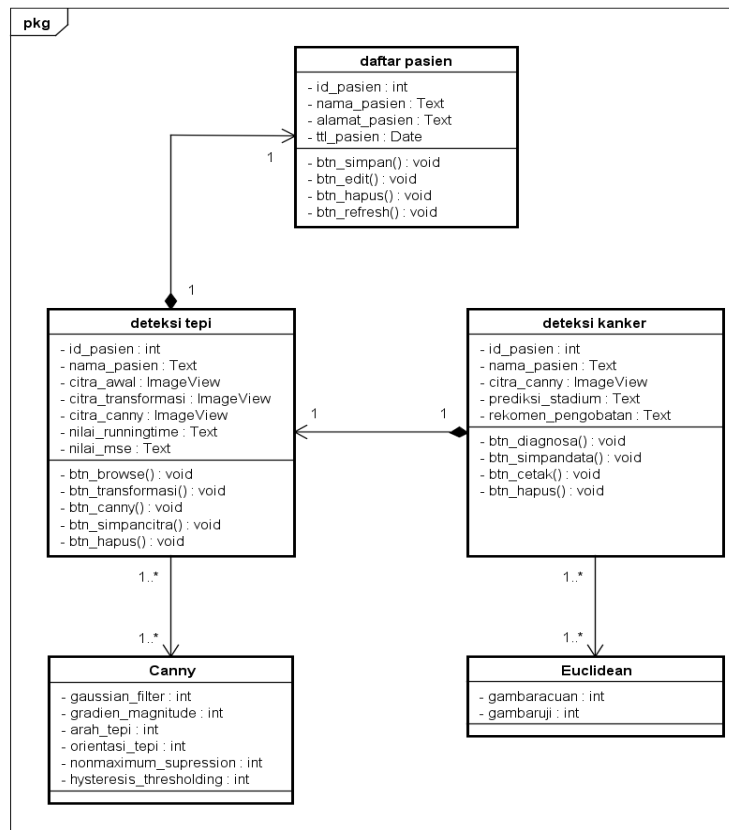 pkg
daftar pasien
- id_pasien : int
- nama_pasien : Text
- alamat_pasien : Text
- ttl_pasien : Date
- btn_simpan() : void
- btn_edit() : void
- btn_hapus() : void
- btn_refresh() : void
1
1
deteksi tepi
- id_pasien : int
- nama_pasien : Text
- citra_awal : ImageView
- citra_transformasi : ImageView
- citra_canny : ImageView
- nilai_runningtime : Text
- nilai_mse : Text
- btn_browse() : void
- btn_transformasi() : void
- btn_canny() : void
- btn_simpancitra() : void
- btn_hapus() : void
1
1
deteksi kanker
- id_pasien : int
- nama_pasien : Text
- citra_canny : ImageView
- prediksi_stadium : Text
- rekomen_pengobatan : Text
- btn_diagnosa() : void
- btn_simpandata() : void
- btn_cetak() : void
- btn_hapus() : void
1..*
1..*
Canny
- gaussian_filter : int
- gradien_magnitude : int
- arah_tepi : int
- orientasi_tepi : int
- nonmaximum_supression : int
- hysteresis_thresholding : int
1..*
1..*
Euclidean
- gambaracuan : int
- gambaruji : int